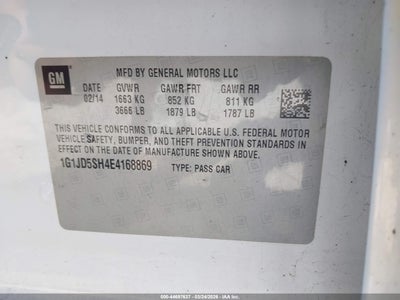 GM
MFD BY GENERAL MOTORS LLC
DATE GVWR GAWR FRT GAWR RR
02/14 1663 KG 852 KG 811 KG
3666 LB 1879 LB 1787 LB
THIS VEHICLE CONFORMS TO ALL APPLICABLE U.S. FEDERAL MOTOR
VEHICLE SAFETY, BUMPER, AND THEFT PREVENTION STANDARDS
IN EFFECT ON THE DATE OF MANUFACTURE SHOWN ABOVE.
1G1JD5SH4E4168869 TYPE: PASS CAR